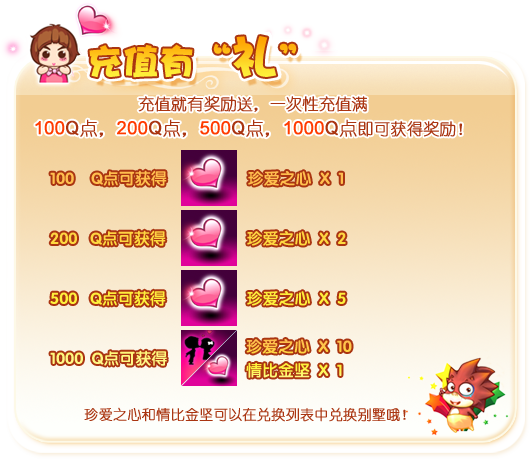 充值有“礼”
充值就有奖励送，一次性充值满
100Q点，200Q点，500Q点，1000Q点即可获得奖励！
100 Q点可获得 珍爱之心 X 1
200 Q点可获得 珍爱之心 X 2
500 Q点可获得 珍爱之心 X 5
1000 Q点可获得 珍爱之心 X 10
情比金坚 X 1
珍爱之心和情比金坚可以在兑换列表中兑换别墅哦！